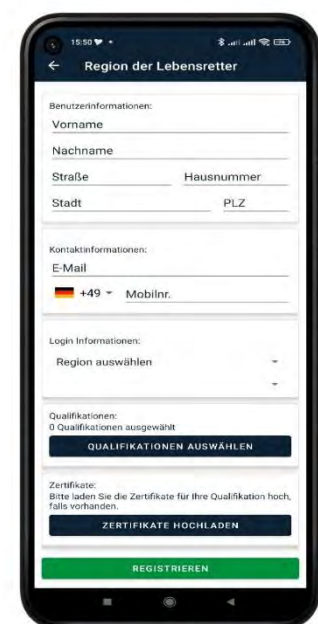 15:50
Region der Lebensretter
Benutzerinformationen:
Vorname
Nachname
Straße Hausnummer
Stadt PLZ
Kontaktinformationen:
E-Mail
+49 Mobilnr.
Login Informationen:
Region auswählen
Qualifikationen:
0 Qualifikationen ausgewählt
QUALIFIKATIONEN AUSWÄHLEN
Zertifikate:
Bitte laden Sie die Zertifikate für Ihre Qualifikation hoch,
falls vorhanden.
ZERTIFIKATE HOCHLADEN
REGISTRIEREN